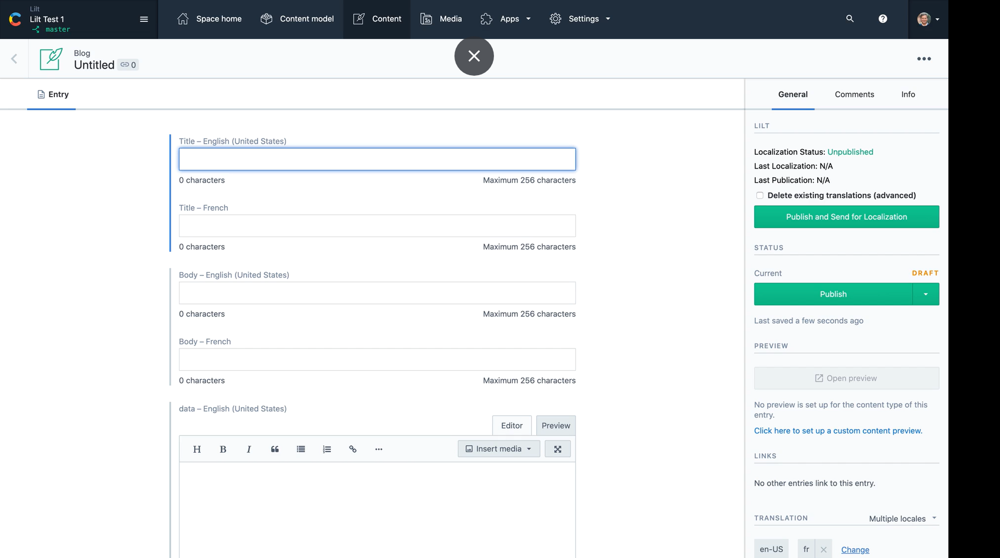 Lilt
Lilt Test 1
master
Space home
Content model
Content
Media
Apps
Settings
Blog
Untitled 0
Entry
General
Comments
Info
Title – English (United States)
0 characters
Maximum 256 characters
Title – French
0 characters
Maximum 256 characters
Body – English (United States)
0 characters
Maximum 256 characters
Body – French
0 characters
Maximum 256 characters
data – English (United States)
Editor
Preview
H B I
Insert media
LILT
Localization Status: Unpublished
Last Localization: N/A
Last Publication: N/A
Delete existing translations (advanced)
Publish and Send for Localization
STATUS
Current
DRAFT
Publish
Last saved a few seconds ago
PREVIEW
Open preview
No preview is set up for the content type of this
entry.
Click here to set up a custom content preview.
LINKS
No other entries link to this entry.
TRANSLATION
Multiple locales
en-US
fr
Change